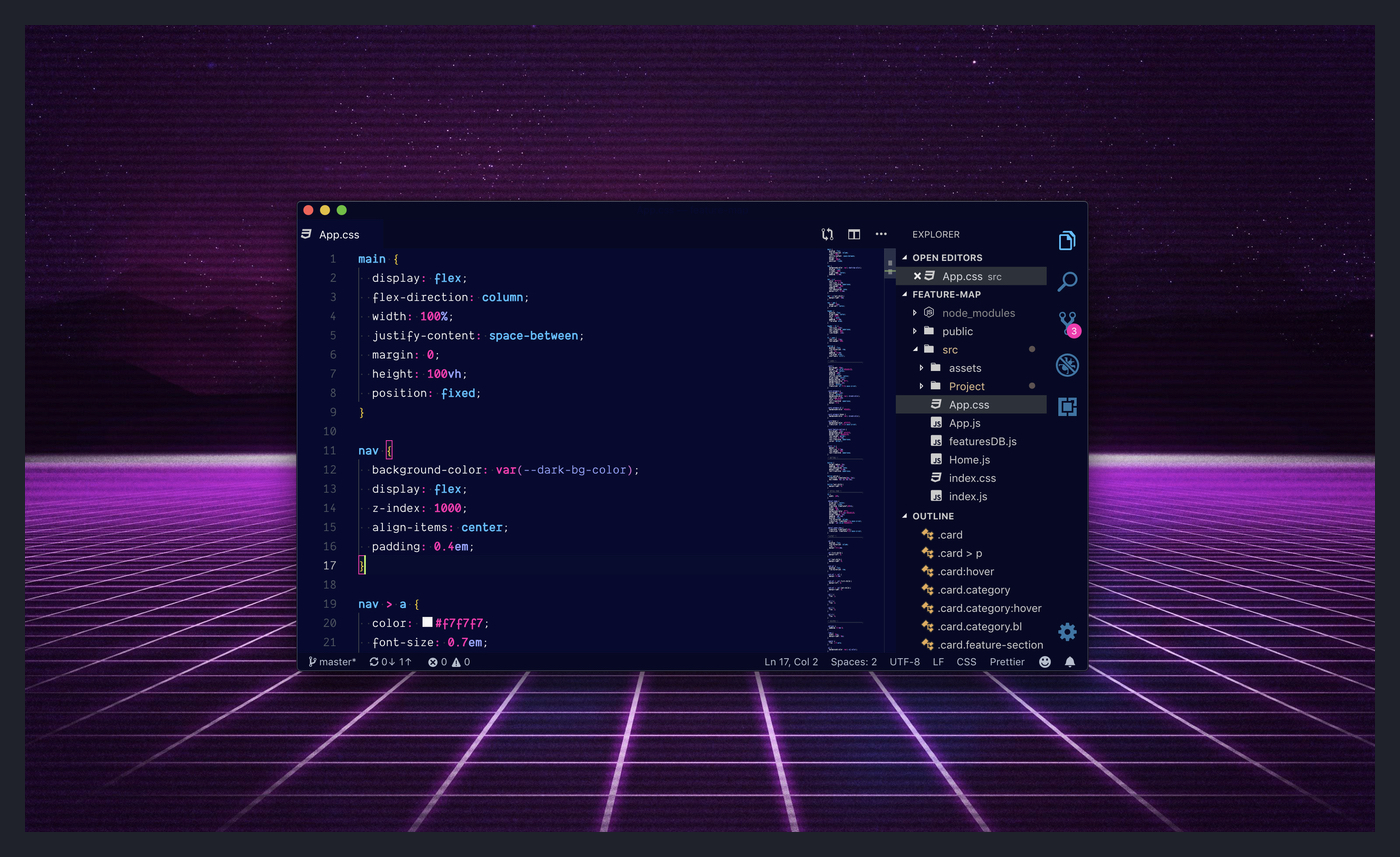 App.css
1 main {
2 display: flex;
3 flex-direction: column;
4 width: 100%;
5 justify-content: space-between;
6 margin: 0;
7 height: 100vh;
8 position: fixed;
9 }
10
11 nav {
12 background-color: var(--dark-bg-color);
13 display: flex;
14 z-index: 1000;
15 align-items: center;
16 padding: 0.4em;
17 }
18
19 nav > a {
20 color: #f7f7f7;
21 font-size: 0.7em;
EXPLORER
OPEN EDITORS
App.css src
FEATURE-MAP
node_modules
public
src
assets
Project
App.css
App.js
featuresDB.js
Home.js
index.css
index.js
OUTLINE
.card
.card > p
.card:hover
.card.category
.card.category:hover
.card.category.bl
.card.feature-section
3
master* 0↓ 1↑ 0 0 Ln 17, Col 2 Spaces: 2 UTF-8 LF CSS Prettier